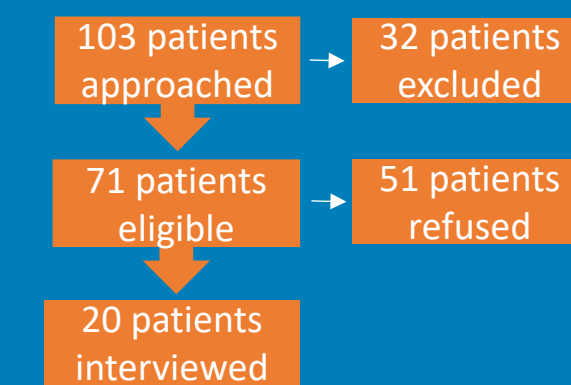 103 patients
approached
32 patients
excluded
71 patients
eligible
51 patients
refused
20 patients
interviewed